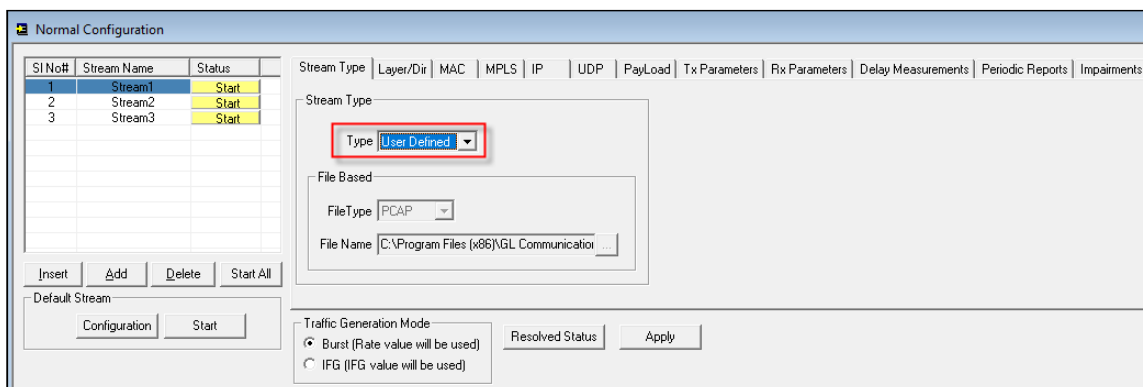 Normal Configuration
Sl No# Stream Name Status
1 Stream1 Start
2 Stream2 Start
3 Stream3 Start
Insert Add Delete Start All
Default Stream
Configuration Start
Stream Type Layer/Dir MAC MPLS IP UDP PayLoad Tx Parameters Rx Parameters Delay Measurements Periodic Reports Impairments
Stream Type
Type User Defined
File Based
FileType PCAP
File Name C:\Program Files (x86)\GL Communication ...
Traffic Generation Mode
Burst (Rate value will be used)
IFG (IFG value will be used)
Resolved Status Apply